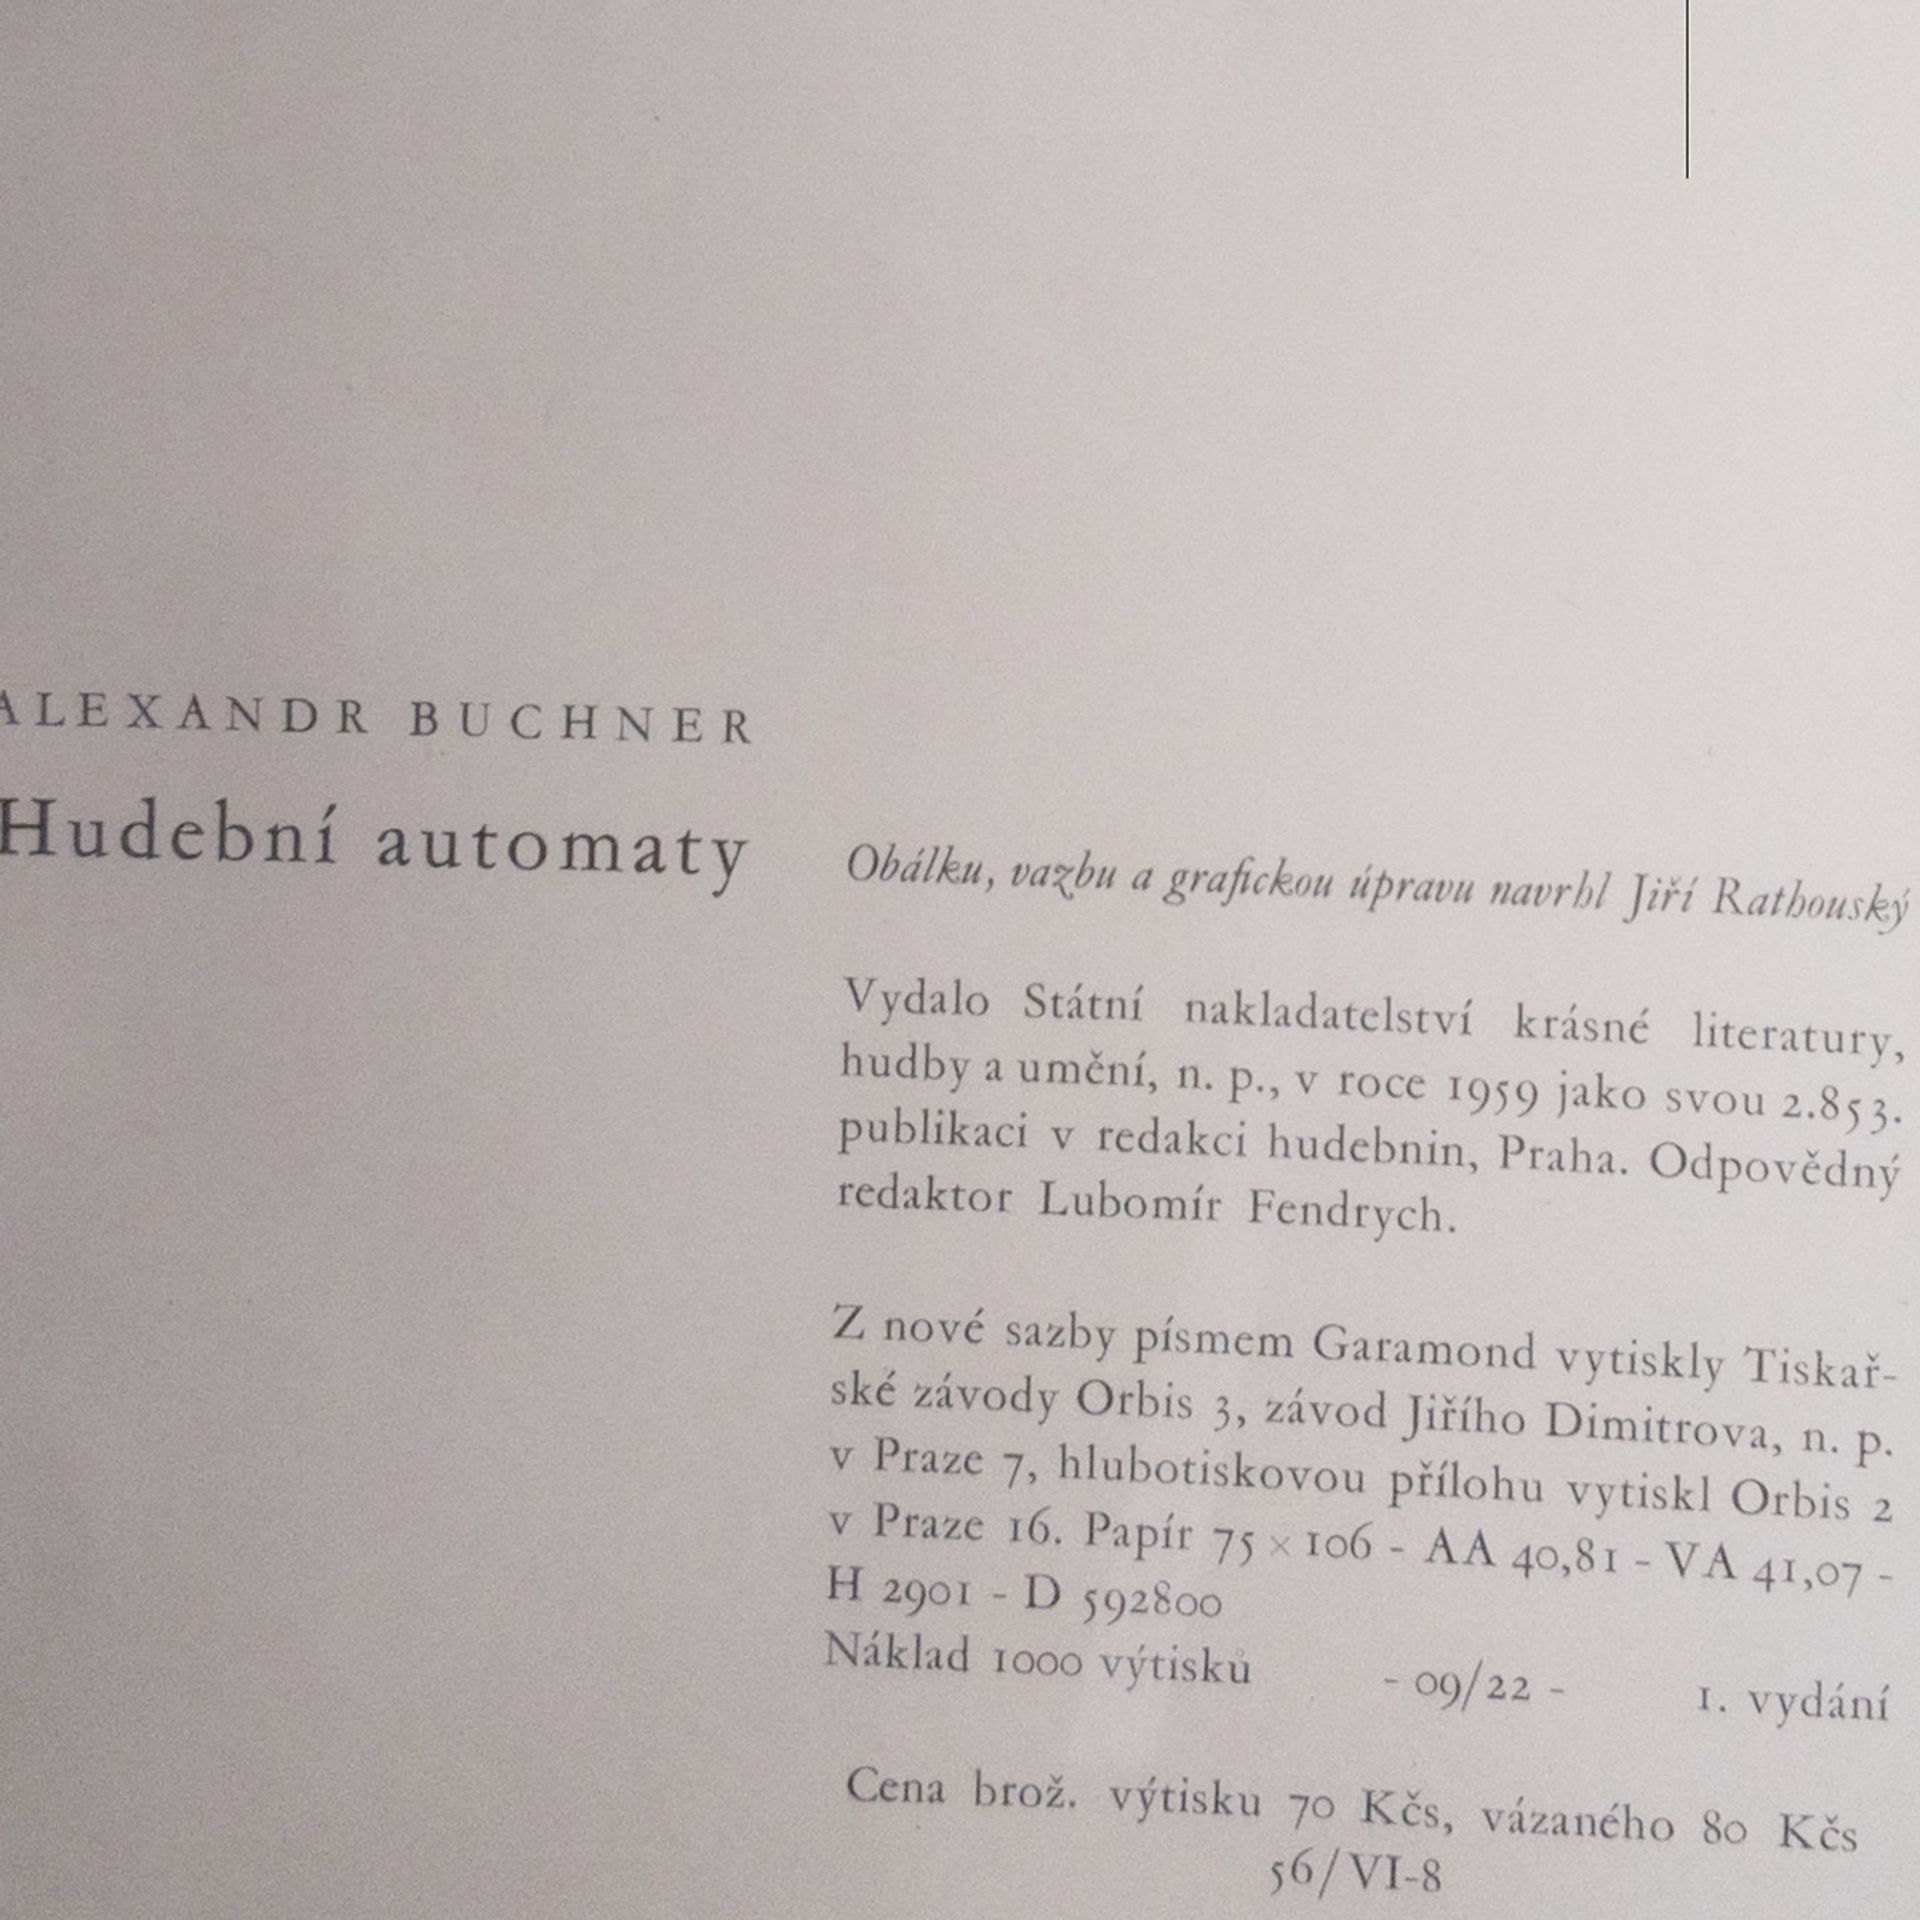 ALEXANDR BUCHNER
Hudební automaty
Obálku, vazbu a grafickou úpravu navrhl Jiří Rathouský
Vydalo Státní nakladatelství krásné literatury,
hudby a umění, n. p., v roce 1959 jako svou 2.853.
publikaci v redakci hudebnin, Praha. Odpovědný
redaktor Lubomír Fendrych.
Z nové sazby písmem Garamond vytiskly Tiskař-
ské závody Orbis 3, závod Jiřího Dimitrova, n. p.
v Praze 7, hlubotiskovou přílohu vytiskl Orbis 2
v Praze 16. Papír 75 × 106 - AA 40,81 - VA 41,07 -
H 2901 - D 592800
Náklad 1000 výtisků - 09/22 - 1. vydání
Cena brož. výtisku 70 Kčs, vázaného 80 Kčs
56/VI-8